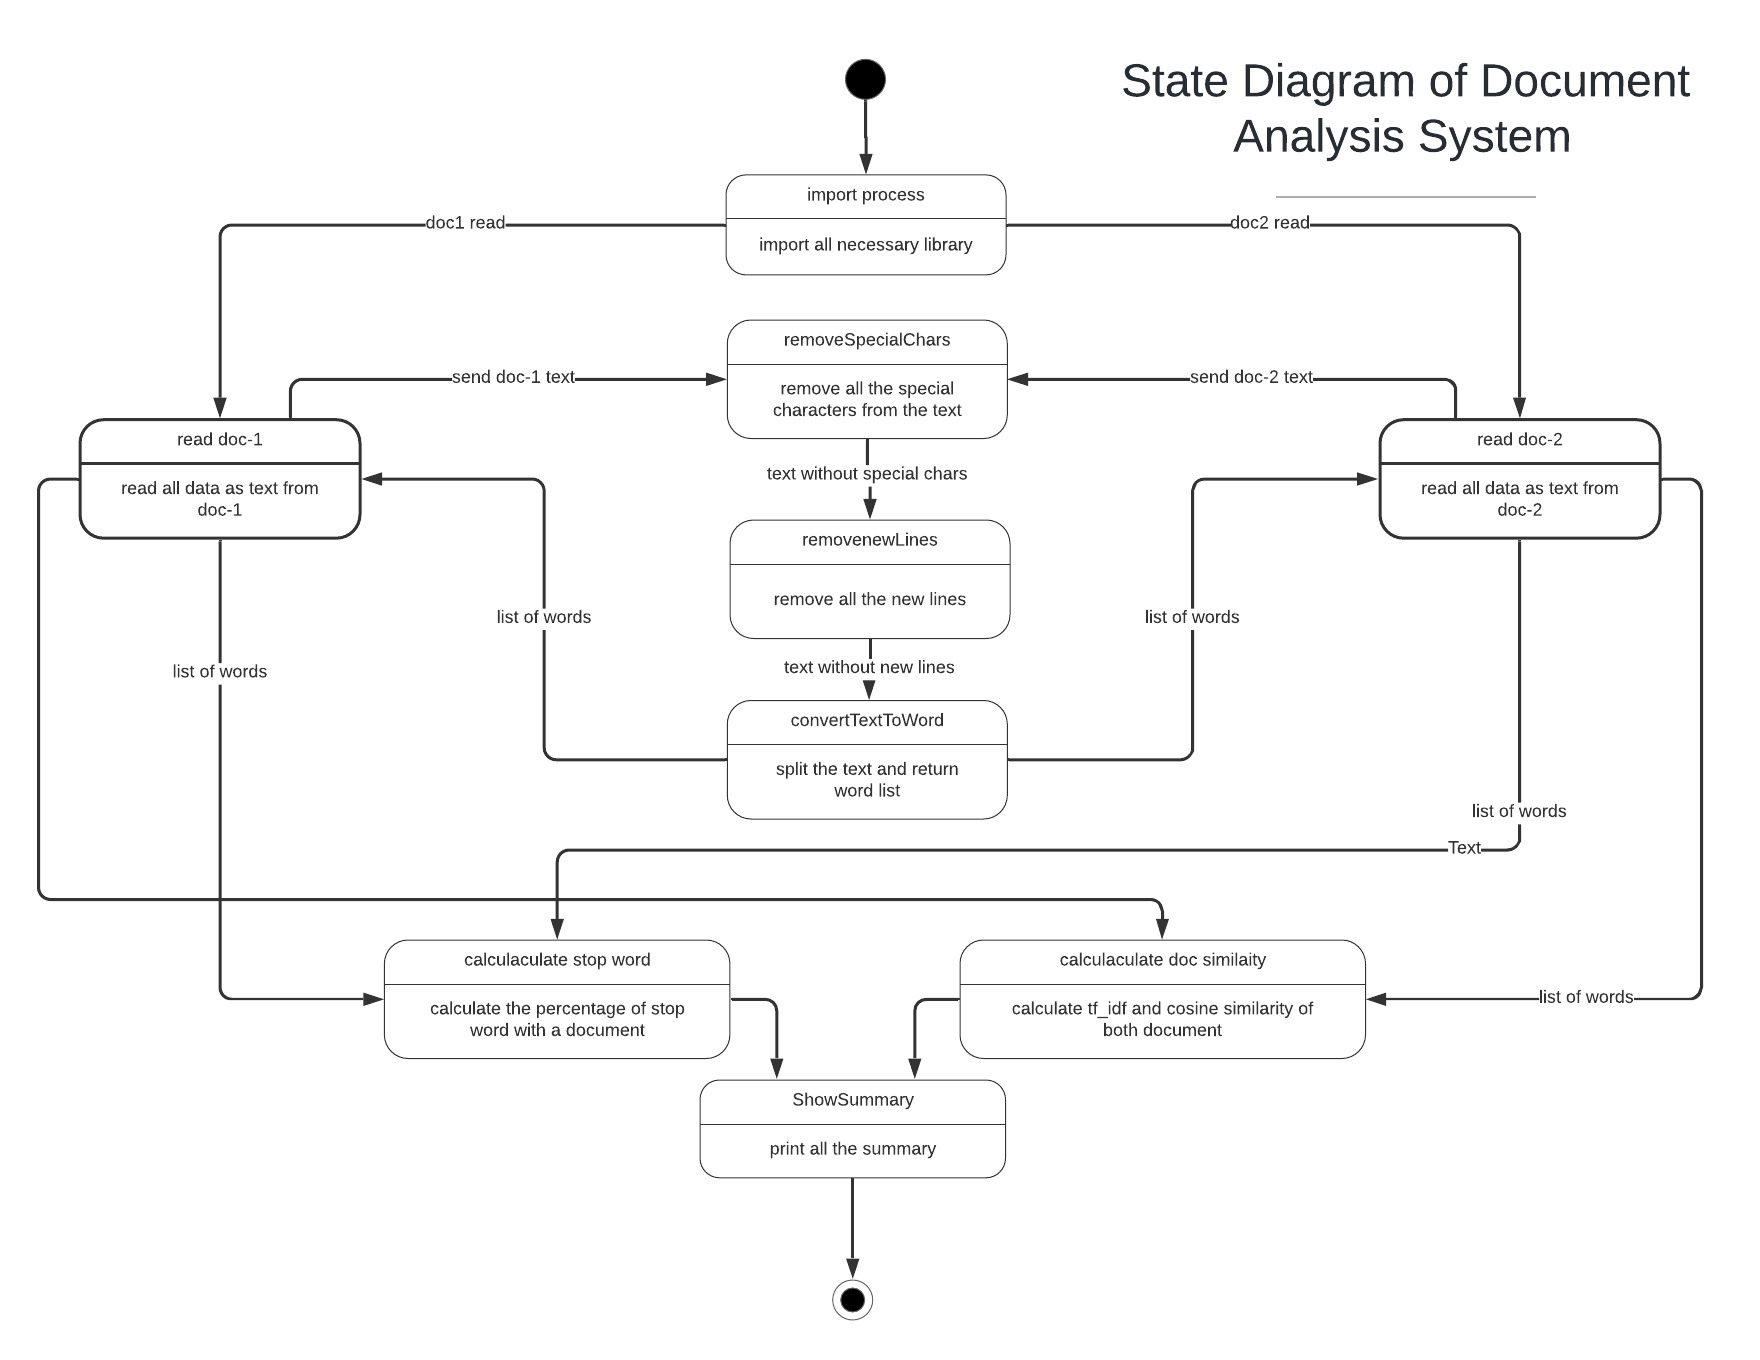 State Diagram of Document
Analysis System
import process
import all necessary library
doc1 read
doc2 read
removeSpecialChars
remove all the special
characters from the text
send doc-1 text
send doc-2 text
read doc-1
read all data as text from
doc-1
read doc-2
read all data as text from
doc-2
text without special chars
removenewLines
remove all the new lines
list of words
list of words
list of words
text without new lines
convertTextToWord
split the text and return
word list
list of words
Text
calculaculate stop word
calculate the percentage of stop
word with a document
calculaculate doc similaity
calculate tf_idf and cosine similarity of
both document
list of words
ShowSummary
print all the summary